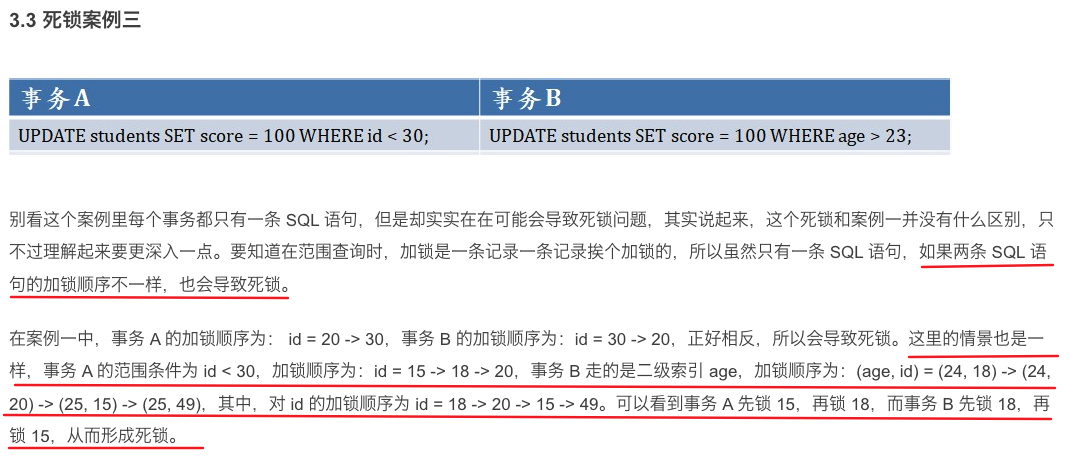 3.3 死锁案例三
事务A 事务B
UPDATE students SET score = 100 WHERE id < 30; UPDATE students SET score = 100 WHERE age > 23;
别看这个案例里每个事务都只有一条 SQL 语句，但是却实实在在可能会导致死锁问题，其实说起来，这个死锁和案例一并没有什么区别，只
不过理解起来要更深入一点。要知道在范围查询时，加锁是一条记录一条记录挨个加锁的，所以虽然只有一条 SQL 语句，如果两条 SQL 语
句的加锁顺序不一样，也会导致死锁。
在案例一中，事务 A 的加锁顺序为： id = 20 -> 30，事务 B 的加锁顺序为：id = 30 -> 20，正好相反，所以会导致死锁。这里的情景也是一
样，事务 A 的范围条件为 id < 30，加锁顺序为：id = 15 -> 18 -> 20，事务 B 走的是二级索引 age，加锁顺序为：(age, id) = (24, 18) -> (24,
20) -> (25, 15) -> (25, 49)，其中，对 id 的加锁顺序为 id = 18 -> 20 -> 15 -> 49。可以看到事务 A 先锁 15，再锁 18，而事务 B 先锁 18，再
锁 15，从而形成死锁。